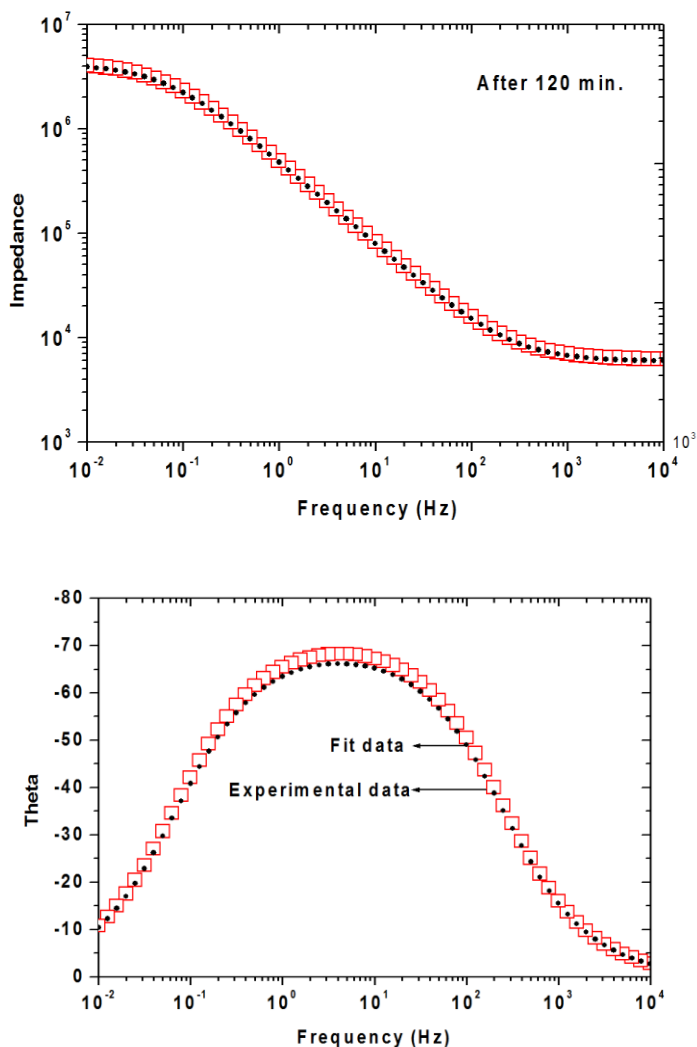 10^7
After 120 min.
10^6
10^5
Impedance
10^4
10^3
10^3
10^-2 10^-1 10^0 10^1 10^2 10^3 10^4
Frequency (Hz)
-80
-70
-60
-50
Fit data
-40
Experimental data
Theta
-30
-20
-10
0
10^-2 10^-1 10^0 10^1 10^2 10^3 10^4
Frequency (Hz)